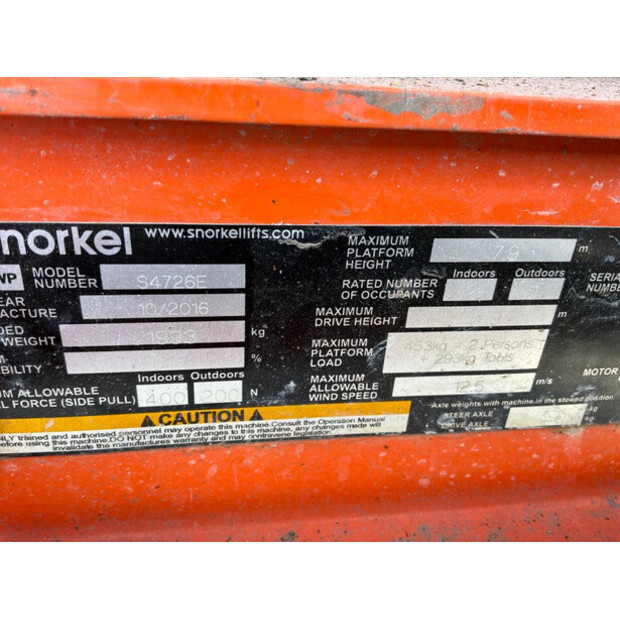 norkel www.snorkellifts.com
WP MODEL NUMBER S4726E
EAR
FACTURE 10/2016
DED
WEIGHT kg
M
BILITY %
Indoors Outdoors
UM ALLOWABLE
L FORCE (SIDE PULL) 400 200 N
MAXIMUM PLATFORM HEIGHT 7.9 m
Indoors Outdoors
RATED NUMBER OF OCCUPANTS
MAXIMUM DRIVE HEIGHT m
MAXIMUM PLATFORM LOAD 453kg - 2 Persons + 293kg Tools
MAXIMUM ALLOWABLE WIND SPEED 12.5 m/s
Axle weights with machine in the stowed position.
STEER AXLE kg
DRIVE AXLE
SERIA
NUMBE
MOTOR
CAUTION
NLY trained and authorised personnel may operate this machine.Consult the Operation Manual
before using this machine.DO NOT make any changes to this machine, any changes made will
invalidate the manufacturers warranty and may contravene legislation.